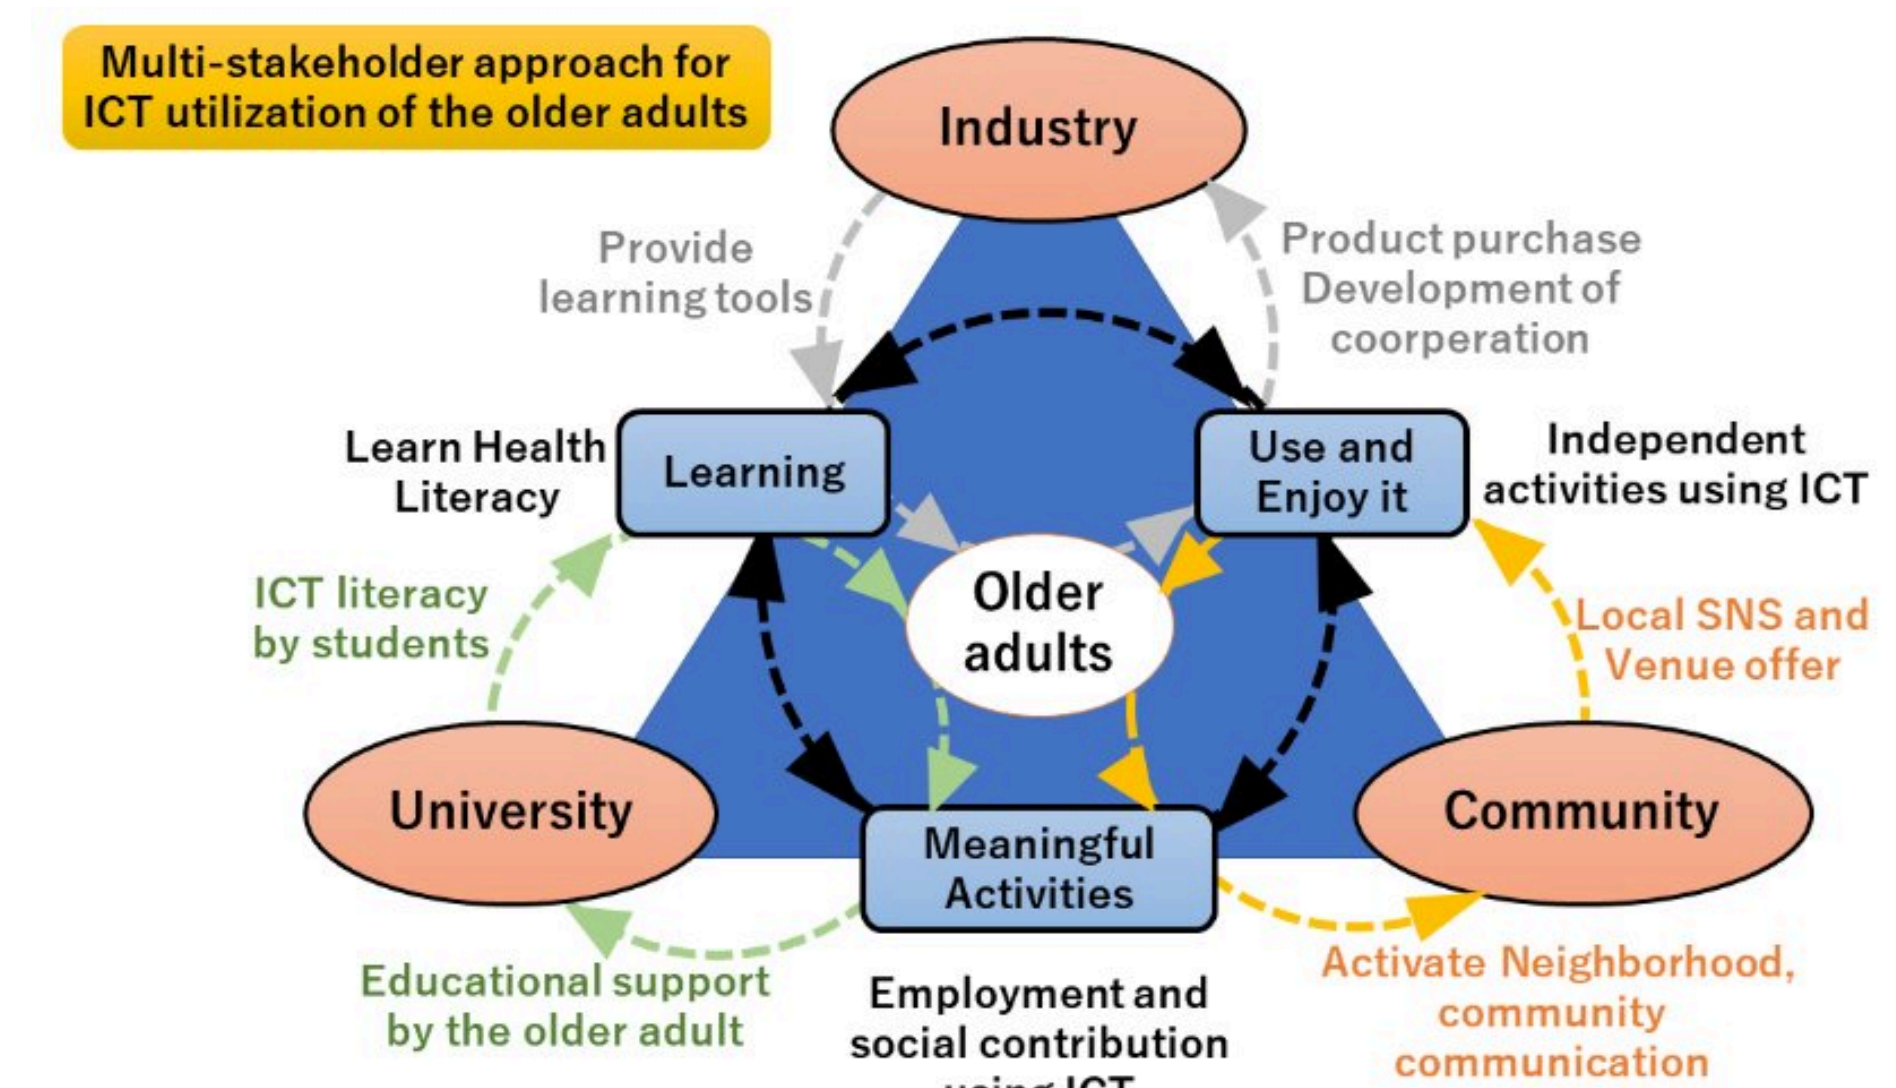 Multi-stakeholder approach for
ICT utilization of the older adults
Industry
Provide
learning tools
Product purchase
Development of
coorperation
Learn Health
Literacy
Learning
Use and
Enjoy it
Independent
activities using ICT
ICT literacy
by students
Older
adults
Local SNS and
Venue offer
University
Meaningful
Activities
Community
Educational support
by the older adult
Employment and
social contribution
using ICT
Activate Neighborhood,
community
communication